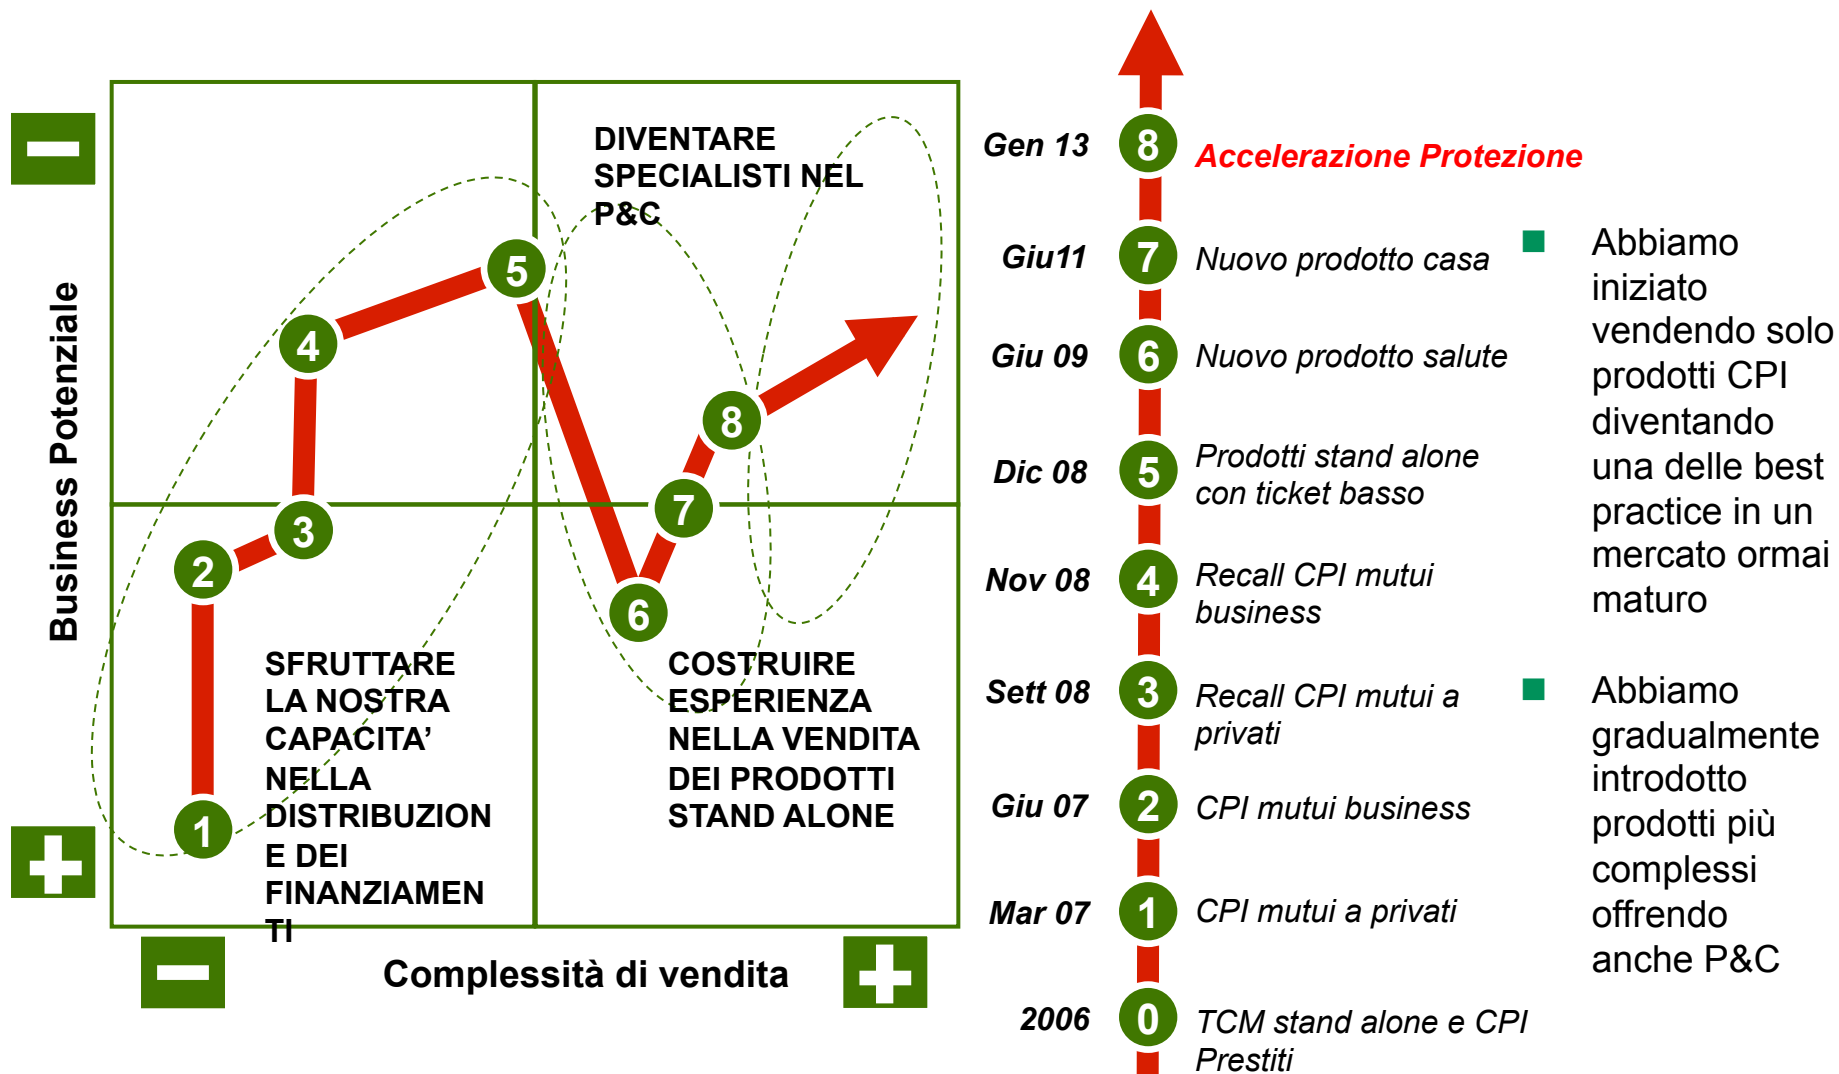 DIVENTARE
SPECIALISTI NEL
P&C
5
4
8
3
7
2
6
1
SFRUTTARE
LA NOSTRA
CAPACITA’
NELLA
DISTRIBUZION
E DEI
FINANZIAMEN
TI
COSTRUIRE
ESPERIENZA
NELLA VENDITA
DEI PRODOTTI
STAND ALONE
Business Potenziale
Complessità di vendita
Gen 13 8 Accelerazione Protezione
Giu11 7 Nuovo prodotto casa
Giu 09 6 Nuovo prodotto salute
Dic 08 5 Prodotti stand alone
con ticket basso
Nov 08 4 Recall CPI mutui
business
Sett 08 3 Recall CPI mutui a
privati
Giu 07 2 CPI mutui business
Mar 07 1 CPI mutui a privati
2006 0 TCM stand alone e CPI
Prestiti
Abbiamo
iniziato
vendendo solo
prodotti CPI
diventando
una delle best
practice in un
mercato ormai
maturo
Abbiamo
gradualmente
introdotto
prodotti più
complessi
offrendo
anche P&C